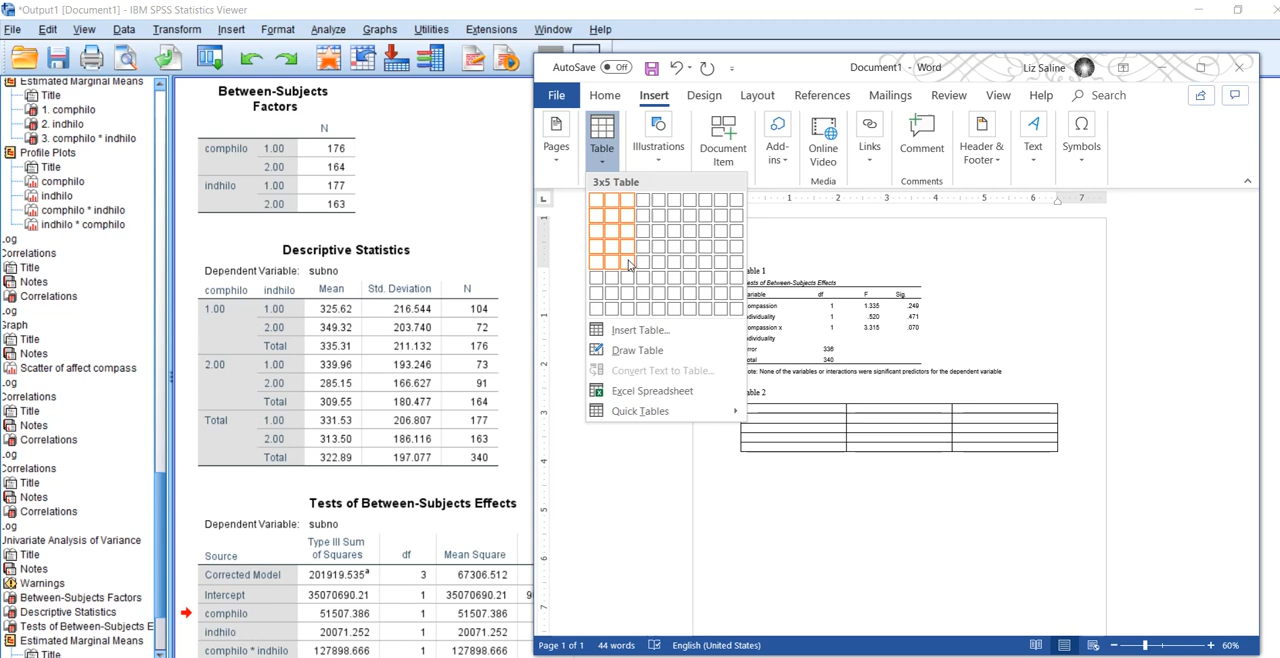 *Output1 [Document1] - IBM SPSS Statistics Viewer
File Edit View Data Transform Insert Format Analyze Graphs Utilities Extensions Window Help
Estimated Marginal Means
Title
1. comphilo
2. indhilo
3. comphilo * indhilo
Profile Plots
Title
comphilo
indhilo
comphilo * indhilo
indhilo * comphilo
.og
Correlations
Title
Notes
Correlations
.og
Graph
Title
Notes
Scatter of affect compass
.og
Correlations
Title
Notes
Correlations
.og
Correlations
Title
Notes
Correlations
.og
Univariate Analysis of Variance
Title
Notes
Warnings
Between-Subjects Factors
Descriptive Statistics
Tests of Between-Subjects E
Estimated Marginal Means
Title
Between-Subjects
Factors
N
comphilo 1.00 176
2.00 164
indhilo 1.00 177
2.00 163
Descriptive Statistics
Dependent Variable: subno
comphilo indhilo Mean Std. Deviation N
1.00 1.00 325.62 216.544 104
2.00 349.32 203.740 72
Total 335.31 211.132 176
2.00 1.00 339.96 193.246 73
2.00 285.15 166.627 91
Total 309.55 180.477 164
Total 1.00 331.53 206.807 177
2.00 313.50 186.116 163
Total 322.89 197.077 340
Tests of Between-Subjects Effects
Dependent Variable: subno
Source Type III Sum of Squares df Mean Square
Corrected Model 201919.535a 3 67306.512
Intercept 35070690.21 1 35070690.21 9
comphilo 51507.386 1 51507.386
indhilo 20071.252 1 20071.252
comphilo * indhilo 127898.666 1 127898.666
AutoSave Off Document1 - Word Liz Saline
File Home Insert Design Layout References Mailings Review View Help Search
Pages Table Illustrations Document Item Add-ins Online Video Links Comment Header & Footer Text Symbols
Media Comments
3x5 Table
Insert Table...
Draw Table
Convert Text to Table...
Excel Spreadsheet
Quick Tables
1 2 3 4 5 6 7
1
1
2
3
4
5
6
7
able 1
ests of Between-Subjects Effects
ariable df F Sig.
ompassion 1 1.335 .249
dividuality 1 .520 .471
ompassion x 1 3.315 .070
dividuality
rror 336
otal 340
ote: None of the variables or interactions were significant predictors for the dependent variable
able 2
Page 1 of 1 44 words English (United States) 60%